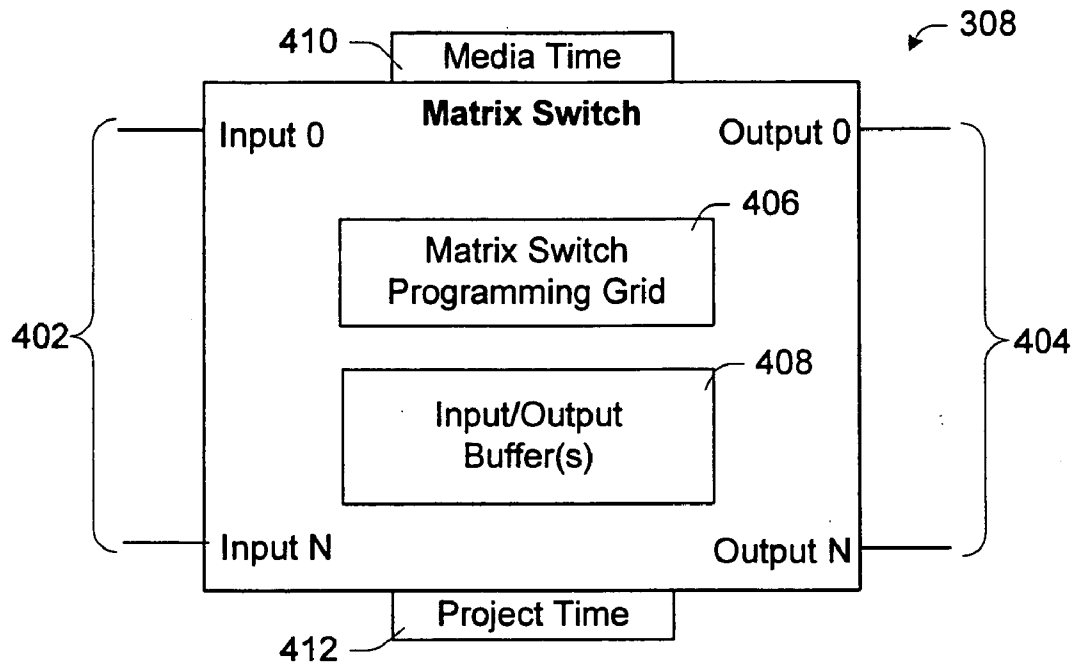 410
Media Time
308
Matrix Switch
Input 0
Output 0
406
Matrix Switch
Programming Grid
402
404
408
Input/Output
Buffer(s)
Input N
Output N
Project Time
412